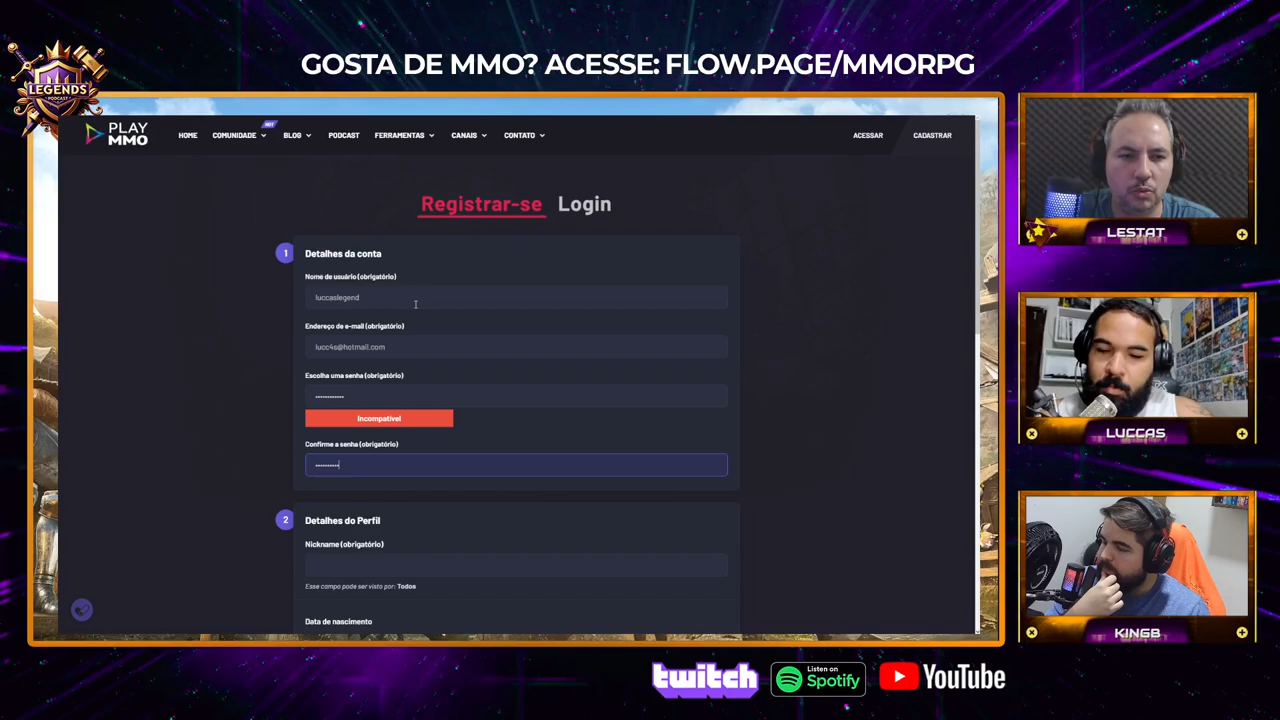 GOSTA DE MMO? ACESSE: FLOW.PAGE/MMORPG
LEGENDS
PODCAST
PLAY
MMO
HOME
COMUNIDADE
HOT
BLOG
PODCAST
FERRAMENTAS
CANAIS
CONTATO
ACESSAR
CADASTRAR
Registrar-se Login
1
Detalhes da conta
Nome de usuário (obrigatório)
luccaslegend
Endereço de e-mail (obrigatório)
lucc4s@hotmail.com
Escolha uma senha (obrigatório)
Incompatível
Confirme a senha (obrigatório)
2
Detalhes do Perfil
Nickname (obrigatório)
Esse campo pode ser visto por: Todos
Data de nascimento
LESTAT
LUCCAS
KINGB
twitch
Listen on
Spotify
YouTube